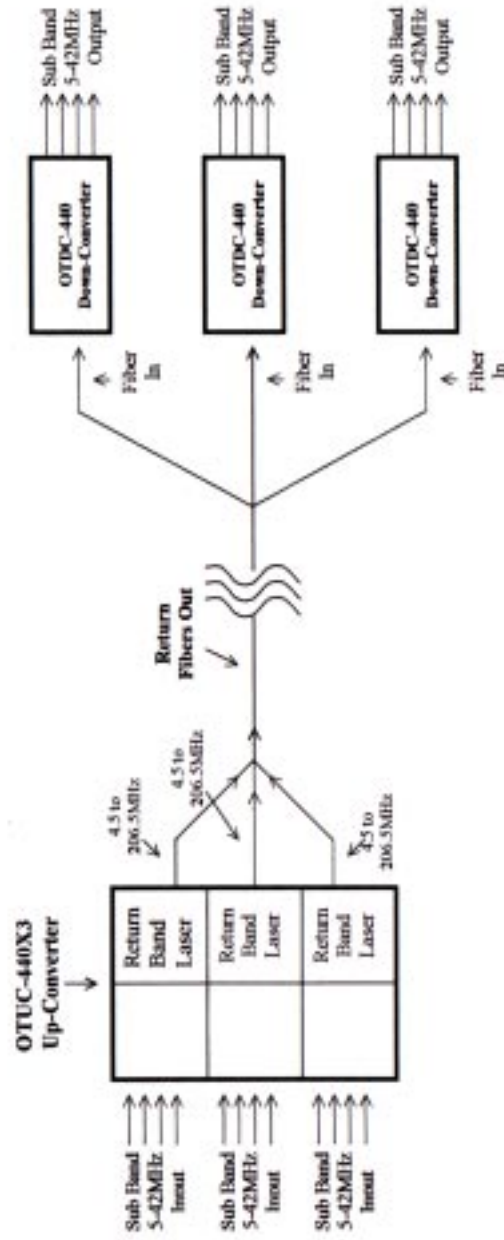 OTUC-440X3
Up-Converter
Sub Band
5-42MHz
Inout
Sub Band
5-42MHz
Inout
Sub Band
5-42MHz
Inout
Return
Band
Laser
Return
Band
Laser
Return
Band
Laser
4.5 to
206.5MHz
4.5 to
206.5MHz
4.5 to
206.5MHz
Return
Fibers Out
Fiber
In
Fiber
In
Fiber
In
OTDC-440
Down-Converter
OTDC-440
Down-Converter
OTDC-440
Down-Converter
Sub Band
5-42MHz
Output
Sub Band
5-42MHz
Output
Sub Band
5-42MHz
Output